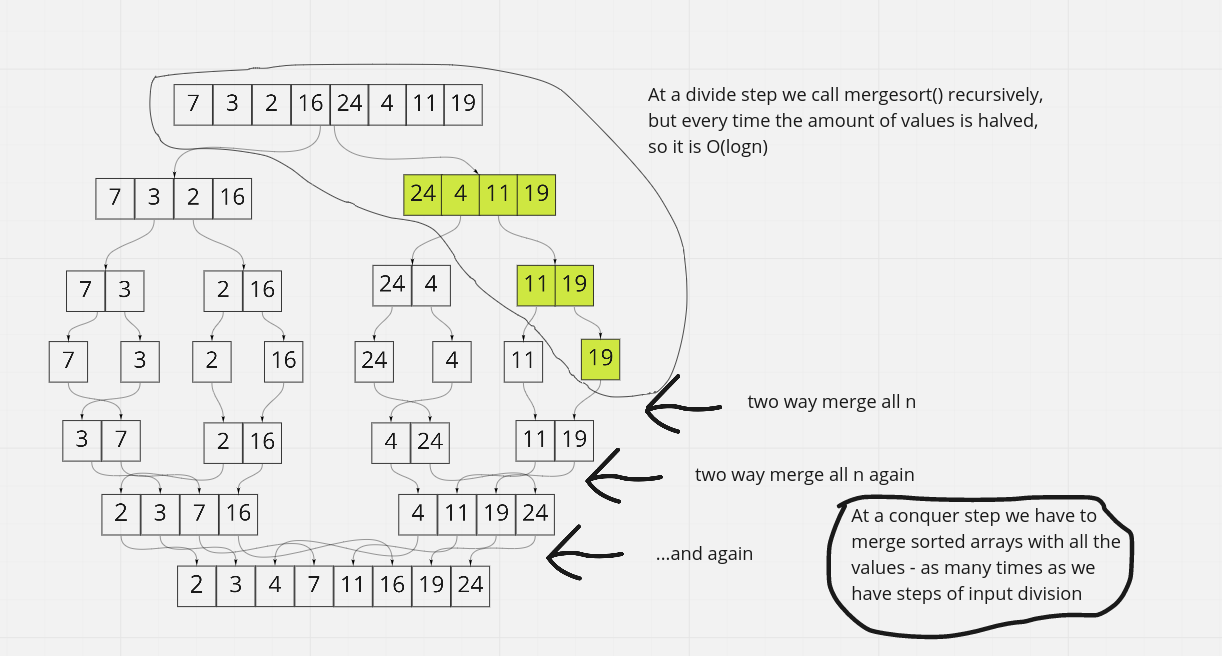 7 3 2 16 24 4 11 19
At a divide step we call mergesort() recursively,
but every time the amount of values is halved,
so it is O(logn)
7 3 2 16
24 4 11 19
7 3
2 16
24 4
11 19
7
3
2
16
24
4
11
19
two way merge all n
3 7
2 16
4 24
11 19
two way merge all n again
2 3 7 16
4 11 19 24
...and again
At a conquer step we have to
merge sorted arrays with all the
values - as many times as we
have steps of input division
2 3 4 7 11 16 19 24